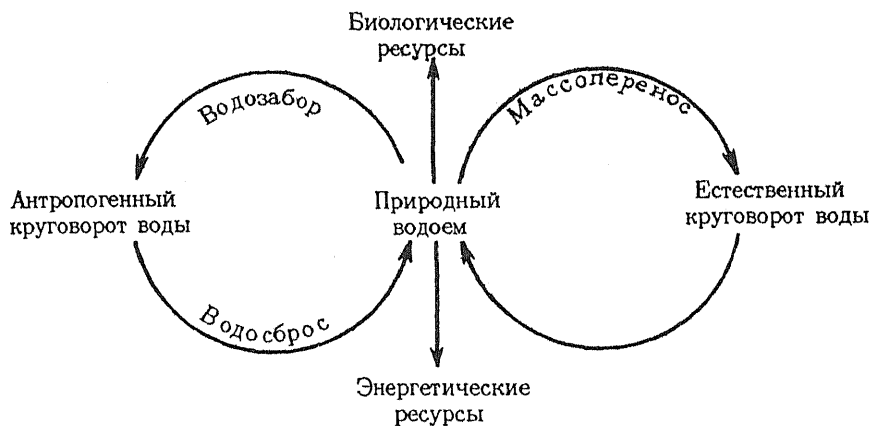 Биологические
ресурсы
Водозабор
Массоперенос
Антропогенный
круговорот воды
Природный
водоем
Естественный
круговорот воды
Водосброс
Энергетические
ресурсы